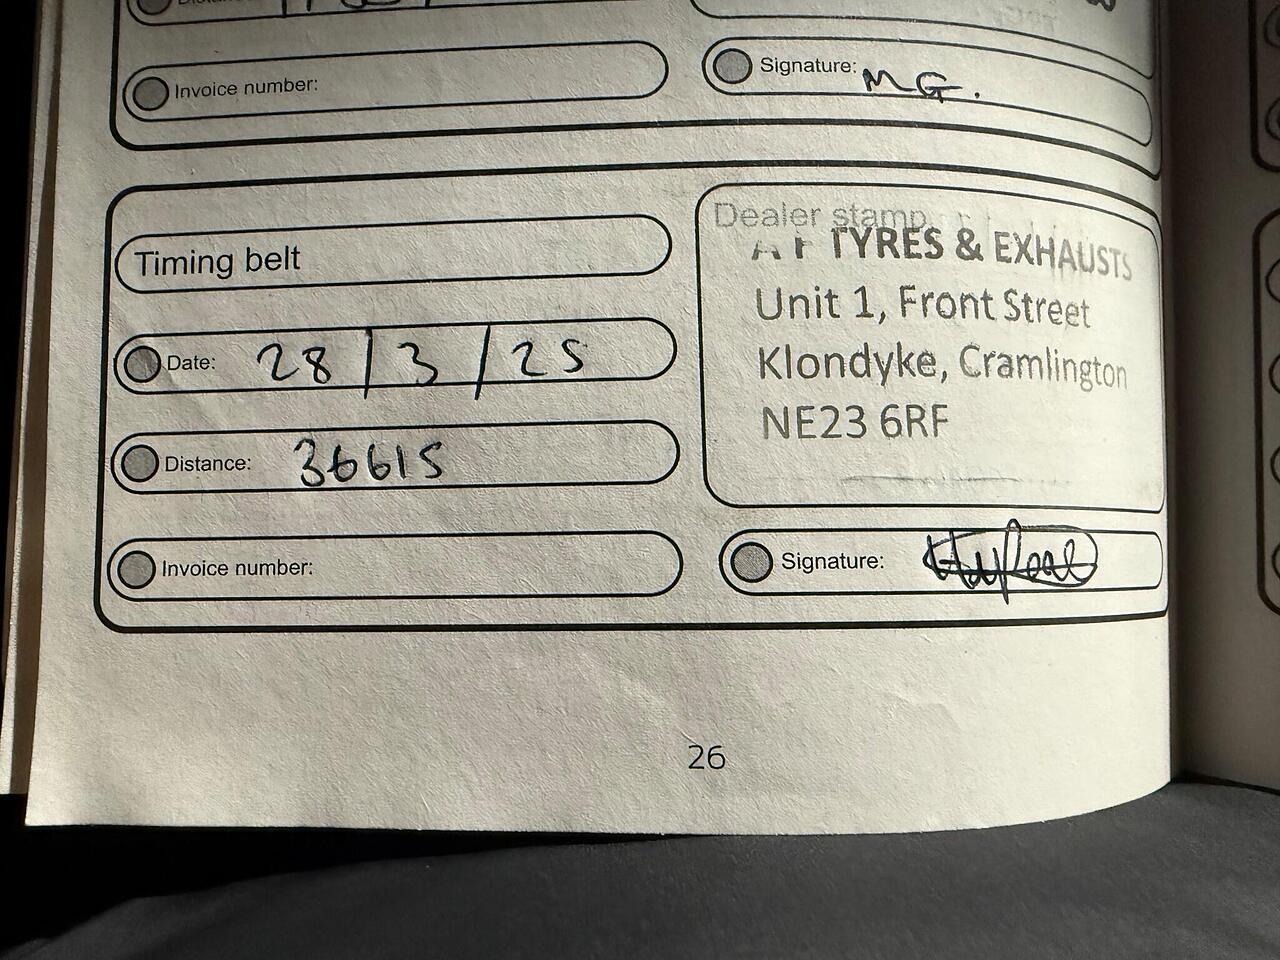 Invoice number:
Signature: MG.
Timing belt
Date: 28/3/25
Distance: 36615
Invoice number:
Dealer stamp
TYRES & EXHAUSTS
Unit 1, Front Street
Klondyke, Cramlington
NE23 6RF
Signature:
26